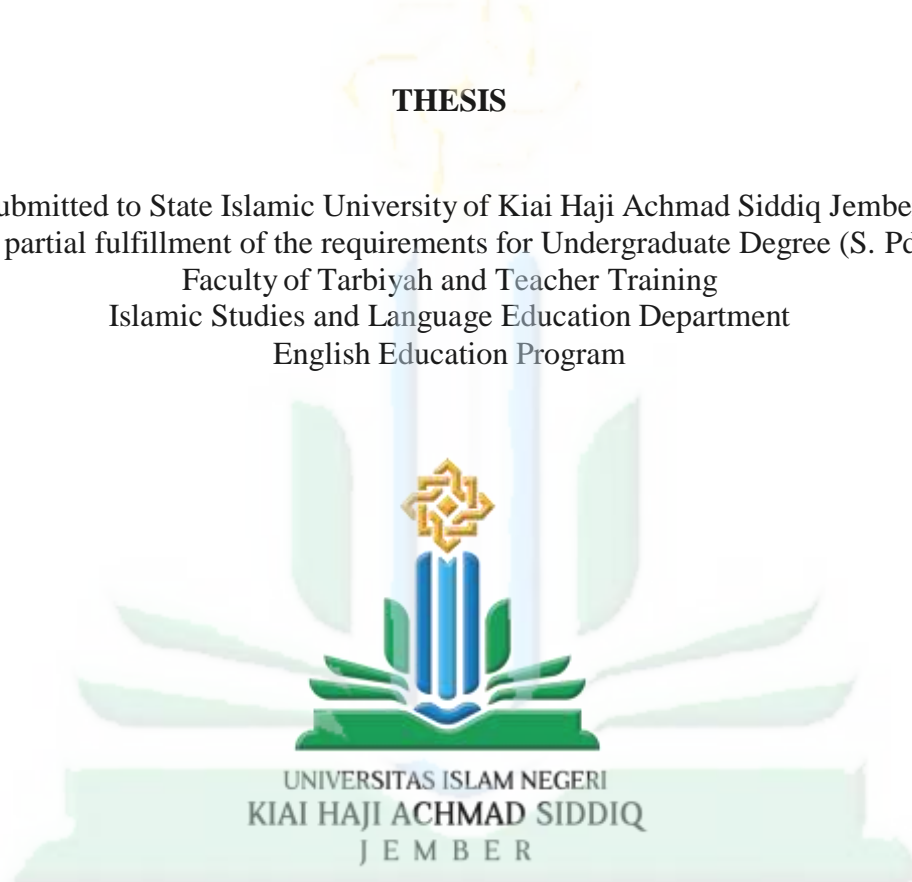 THESIS
ubmitted to State Islamic University of Kiai Haji Achmad Siddiq Jembe
partial fulfillment of the requirements for Undergraduate Degree (S. Pd
Faculty of Tarbiyah and Teacher Training
Islamic Studies and Language Education Department
English Education Program
UNIVERSITAS ISLAM NEGERI
KIAI HAJI ACHMAD SIDDIQ
JEMBER